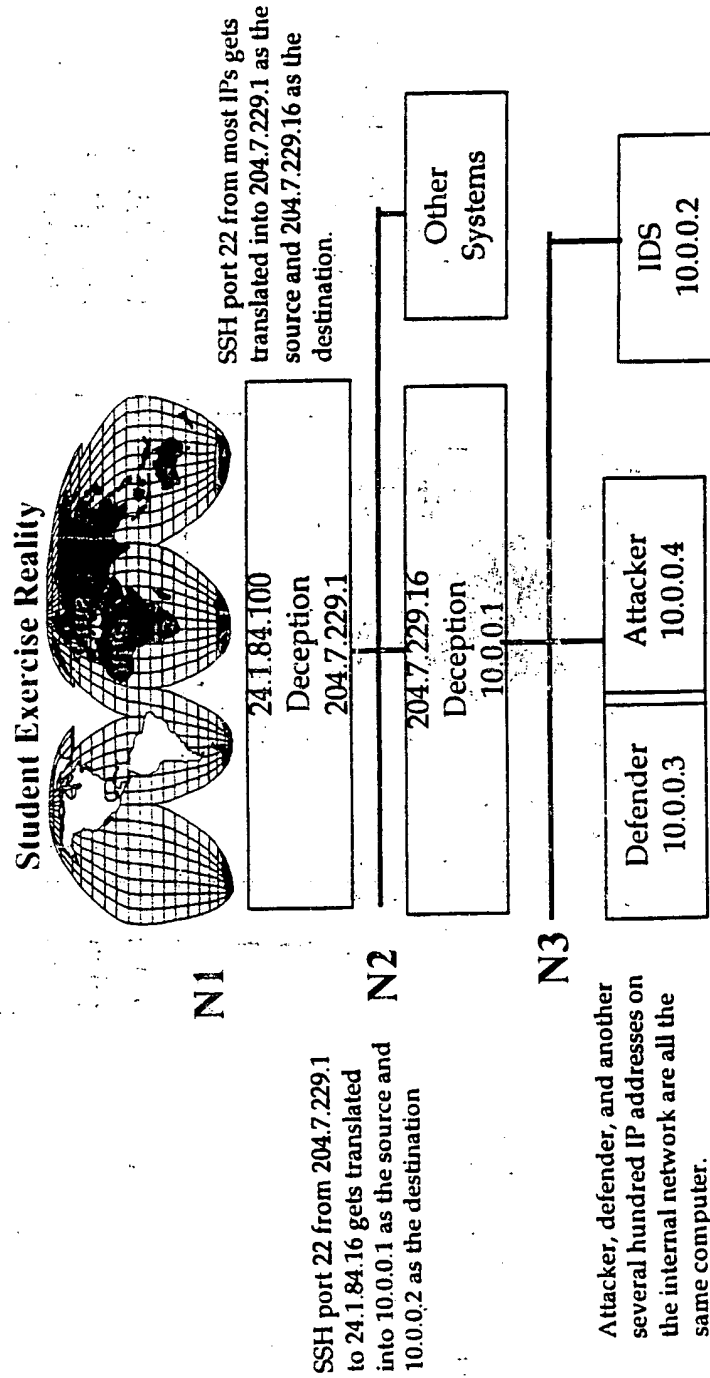 Student Exercise Reality
N1
24.1.84.100
Deception
204.7.229.1
SSH port 22 from most IPs gets
translated into 204.7.229.1 as the
source and 204.7.229.16 as the
destination.
SSH port 22 from 204.7.229.1
to 24.1.84.16 gets translated
into 10.0.0.1 as the source and
10.0.0.2 as the destination
N2
204.7.229.16
Deception
10.0.0.1
Other
Systems
N3
Attacker, defender, and another
several hundred IP addresses on
the internal network are all the
same computer.
Defender
10.0.0.3
Attacker
10.0.0.4
IDS
10.0.0.2